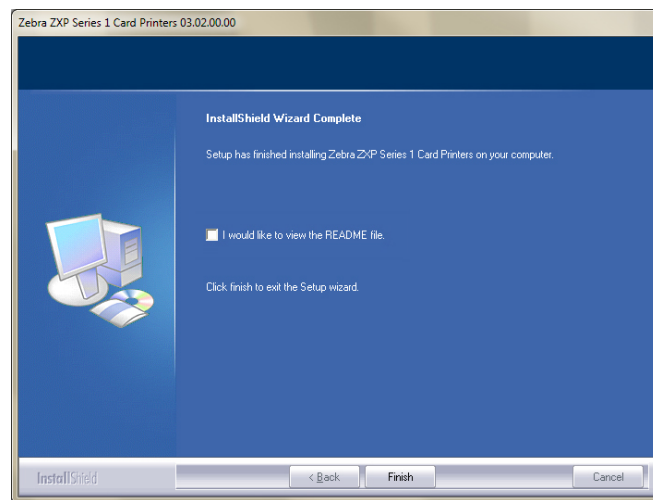 Zebra ZXP Series 1 Card Printers 03.02.00.00
InstallShield Wizard Complete
Setup has finished installing Zebra ZXP Series 1 Card Printers on your computer.
I would like to view the README file.
Click finish to exit the Setup wizard.
InstallShield
< Back
Finish
Cancel